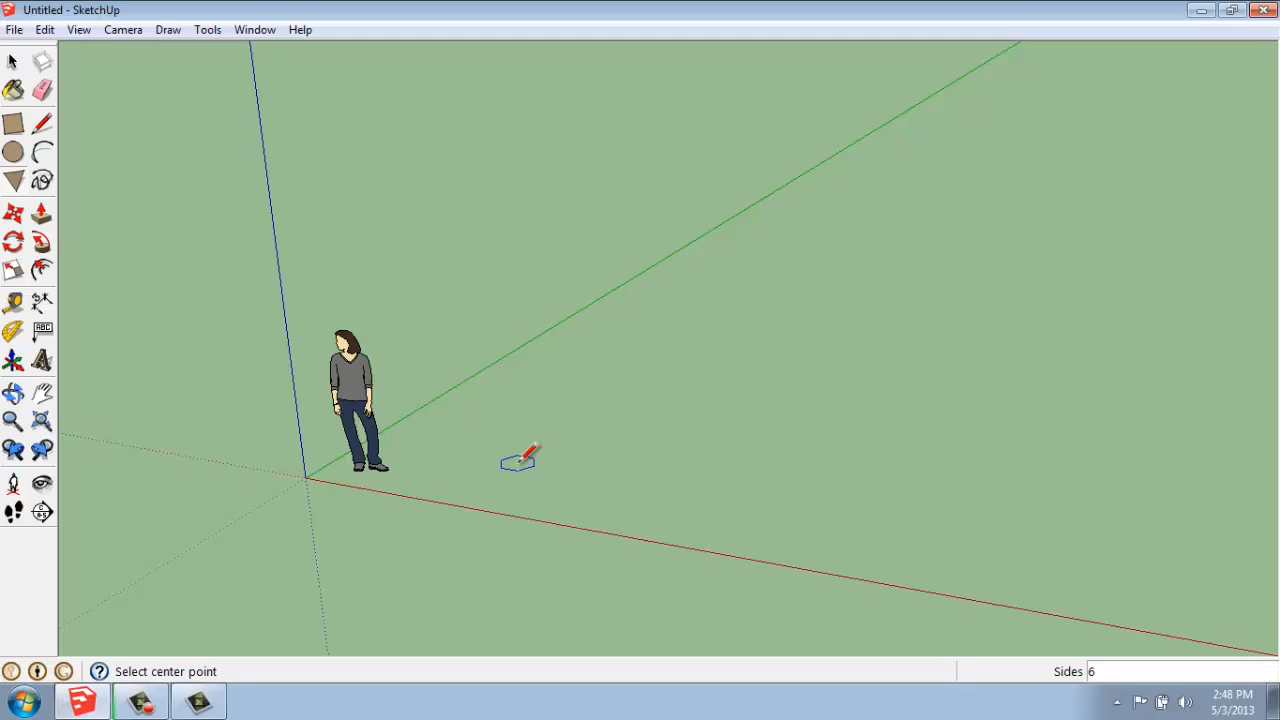 Untitled - SketchUp
File Edit View Camera Draw Tools Window Help
ABC
A
Select center point
Sides 6
2:48 PM
5/3/2013